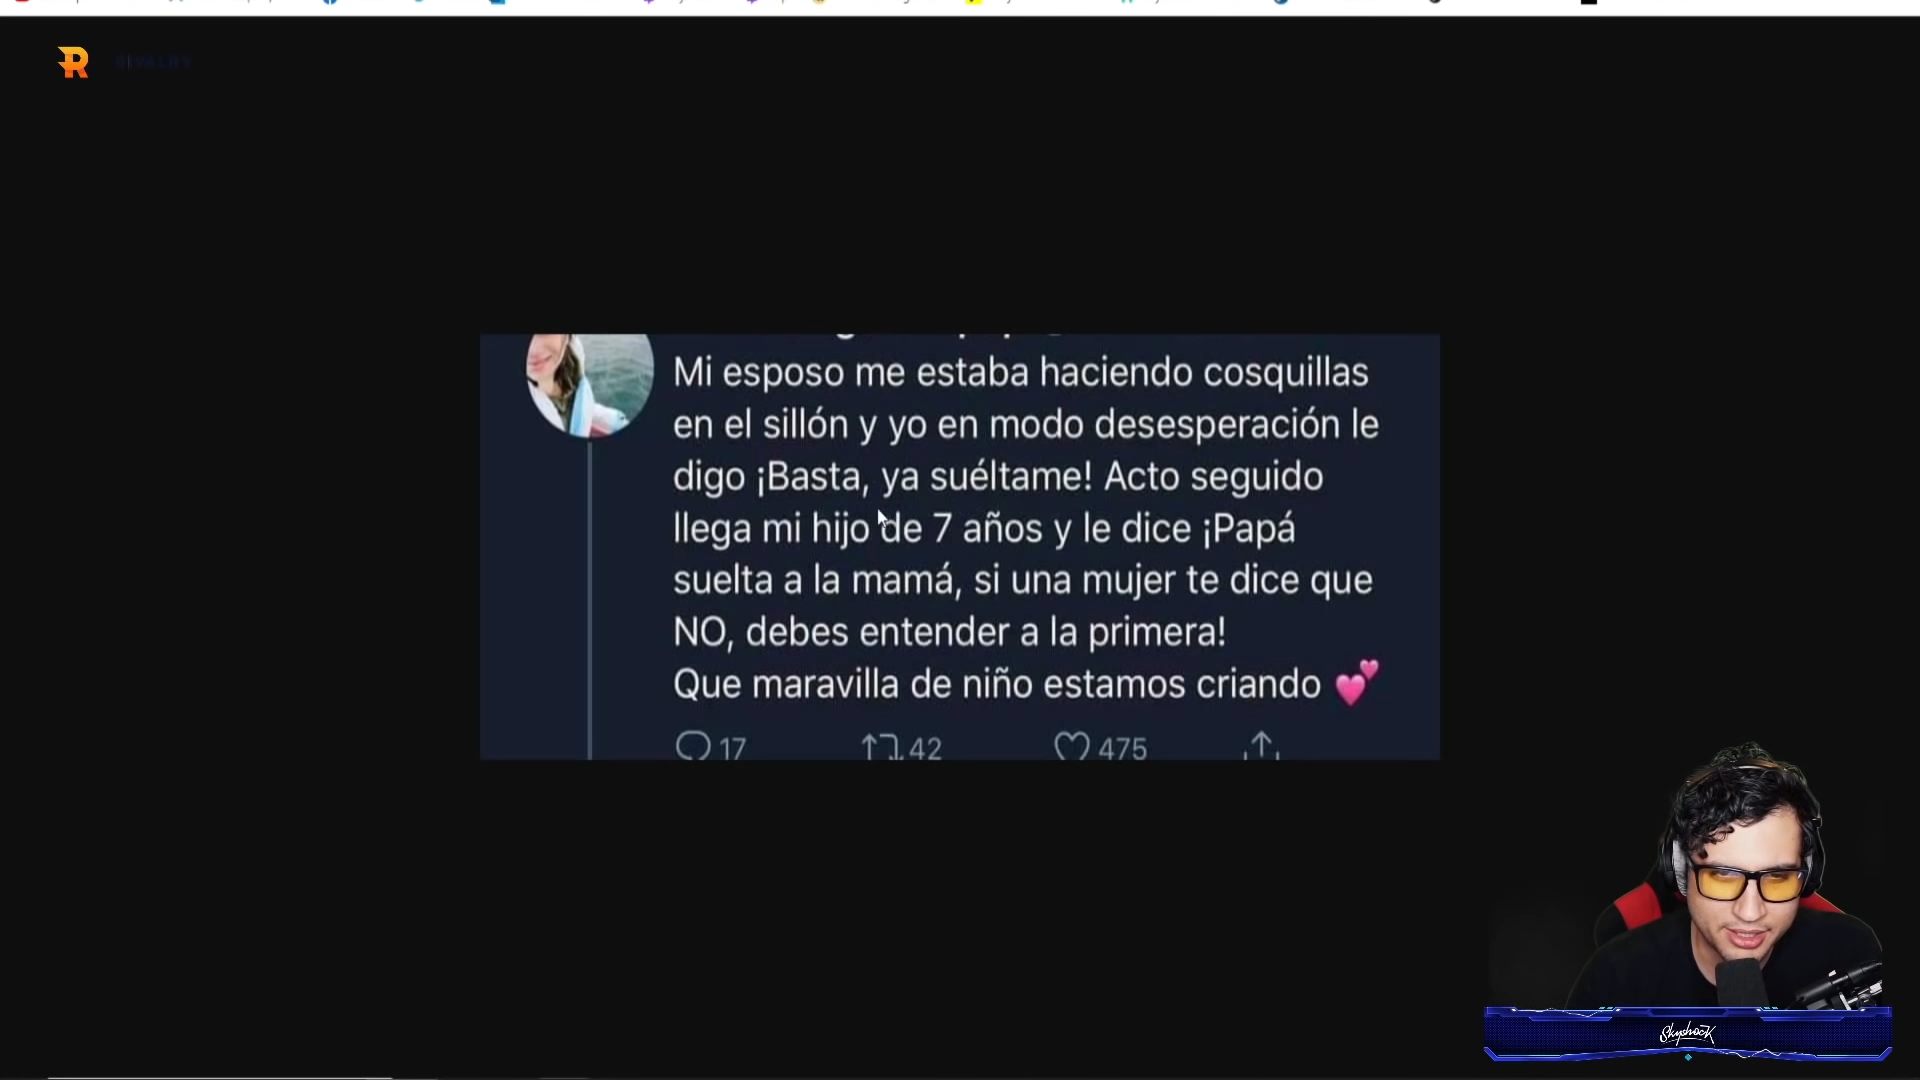 RIVALRY
Mi esposo me estaba haciendo cosquillas
en el sillón y yo en modo desesperación le
digo ¡Basta, ya suéltame! Acto seguido
llega mi hijo de 7 años y le dice ¡Papá
suelta a la mamá, si una mujer te dice que
NO, debes entender a la primera!
Que maravilla de niño estamos criando 💕
17 42 475
SkyshocK